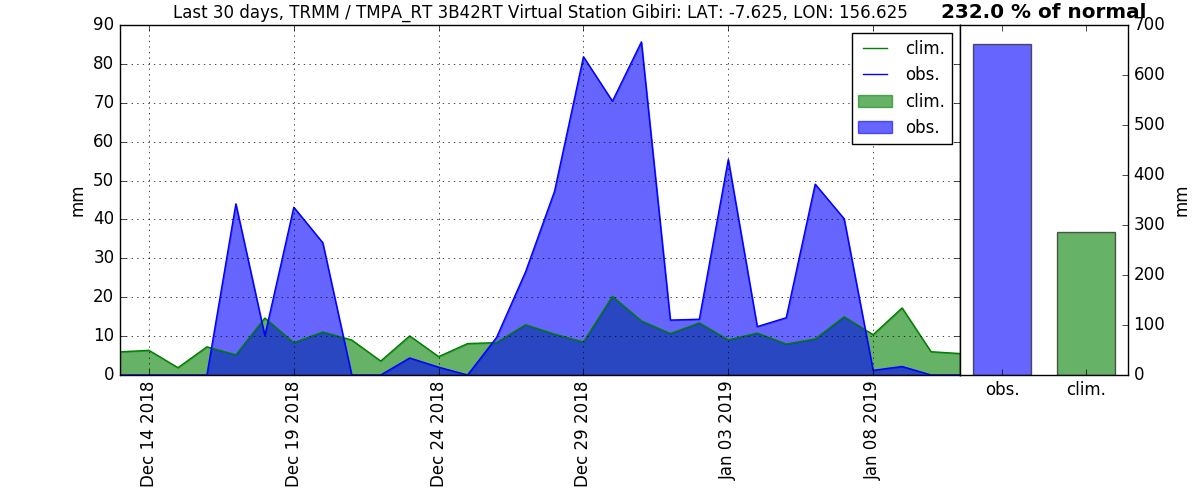 Last 30 days, TRMM / TMPA_RT 3B42RT Virtual Station Gibiri: LAT: -7.625, LON: 156.625
232.0 % of normal
90
80
70
60
50
40
30
20
10
0
mm
Dec 14 2018
Dec 19 2018
Dec 24 2018
Dec 29 2018
Jan 03 2019
Jan 08 2019
clim.
obs.
clim.
obs.
700
600
500
400
300
200
100
0
mm
obs.
clim.